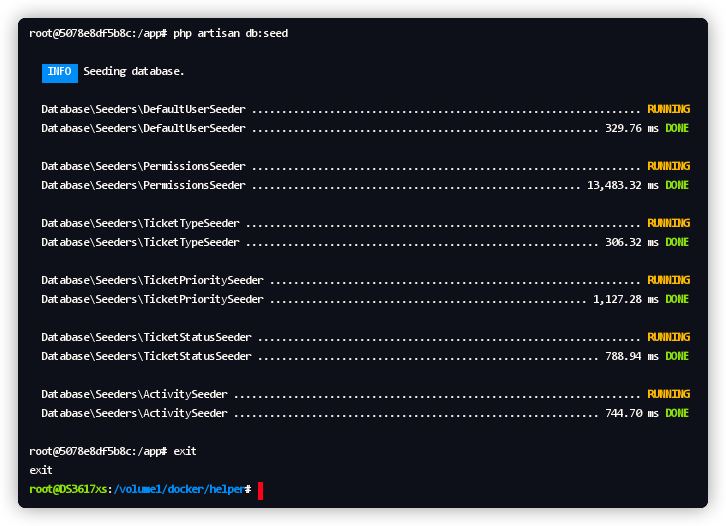 root@5078e8df5b8c:/app# php artisan db:seed
INFO Seeding database.
Database\Seeders\DefaultUserSeeder ................................................................. RUNNING
Database\Seeders\DefaultUserSeeder .......................................................... 329.76 ms DONE
Database\Seeders\PermissionsSeeder ................................................................. RUNNING
Database\Seeders\PermissionsSeeder ....................................................... 13,483.32 ms DONE
Database\Seeders\TicketTypeSeeder .................................................................. RUNNING
Database\Seeders\TicketTypeSeeder ........................................................... 306.32 ms DONE
Database\Seeders\TicketPrioritySeeder .............................................................. RUNNING
Database\Seeders\TicketPrioritySeeder ..................................................... 1,127.28 ms DONE
Database\Seeders\TicketStatusSeeder ................................................................ RUNNING
Database\Seeders\TicketStatusSeeder ......................................................... 788.94 ms DONE
Database\Seeders\ActivitySeeder .................................................................... RUNNING
Database\Seeders\ActivitySeeder ............................................................. 744.70 ms DONE
root@5078e8df5b8c:/app# exit
exit
root@DS3617xs:/volume1/docker/helper#